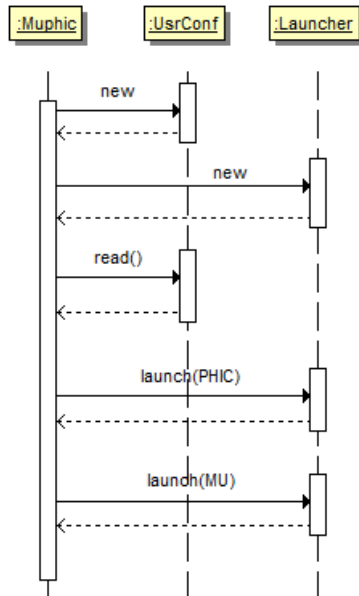 :Muphic
:UsrConf
:Launcher
new
new
read()
launch(PHIC)
launch(MU)